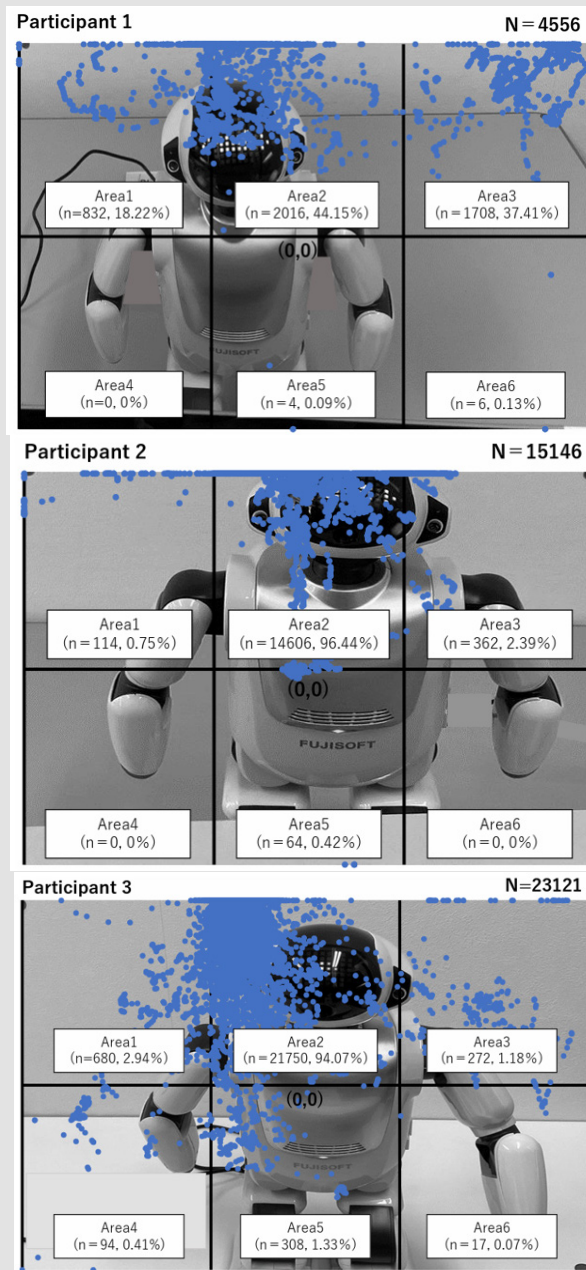 Participant 1
N=4556
Area1
(n=832, 18.22%)
Area2
(n=2016, 44.15%)
Area3
(n=1708, 37.41%)
(0,0)
FUJISOFT
Area4
(n=0, 0%)
Area5
(n=4, 0.09%)
Area6
(n=6, 0.13%)
Participant 2
N=15146
Area1
(n=114, 0.75%)
Area2
(n=14606, 96.44%)
Area3
(n=362, 2.39%)
(0,0)
FUJISOFT
Area4
(n=0, 0%)
Area5
(n=64, 0.42%)
Area6
(n=0, 0%)
Participant 3
N=23121
Area1
(n=680, 2.94%)
Area2
(n=21750, 94.07%)
Area3
(n=272, 1.18%)
(0,0)
FUJISOFT
Area4
(n=94, 0.41%)
Area5
(n=308, 1.33%)
Area6
(n=17, 0.07%)